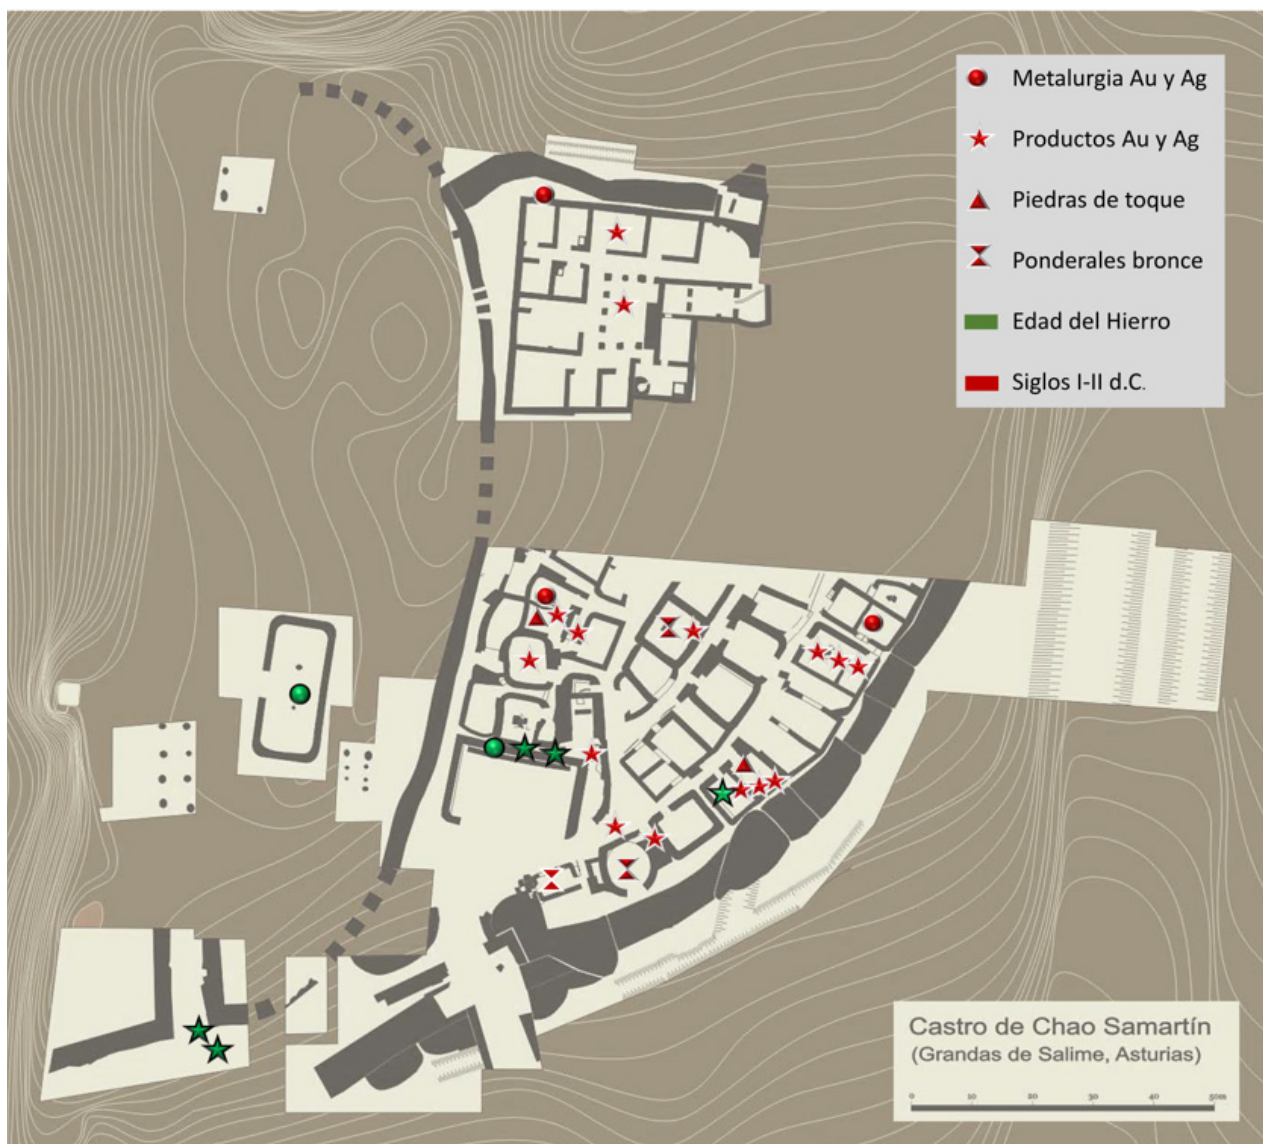 Metalurgia Au y Ag
Productos Au y Ag
Piedras de toque
Ponderales bronce
Edad del Hierro
Siglos I-II d.C.
Castro de Chao Samartín
(Grandas de Salime, Asturias)
0 10 20 30 40 50m